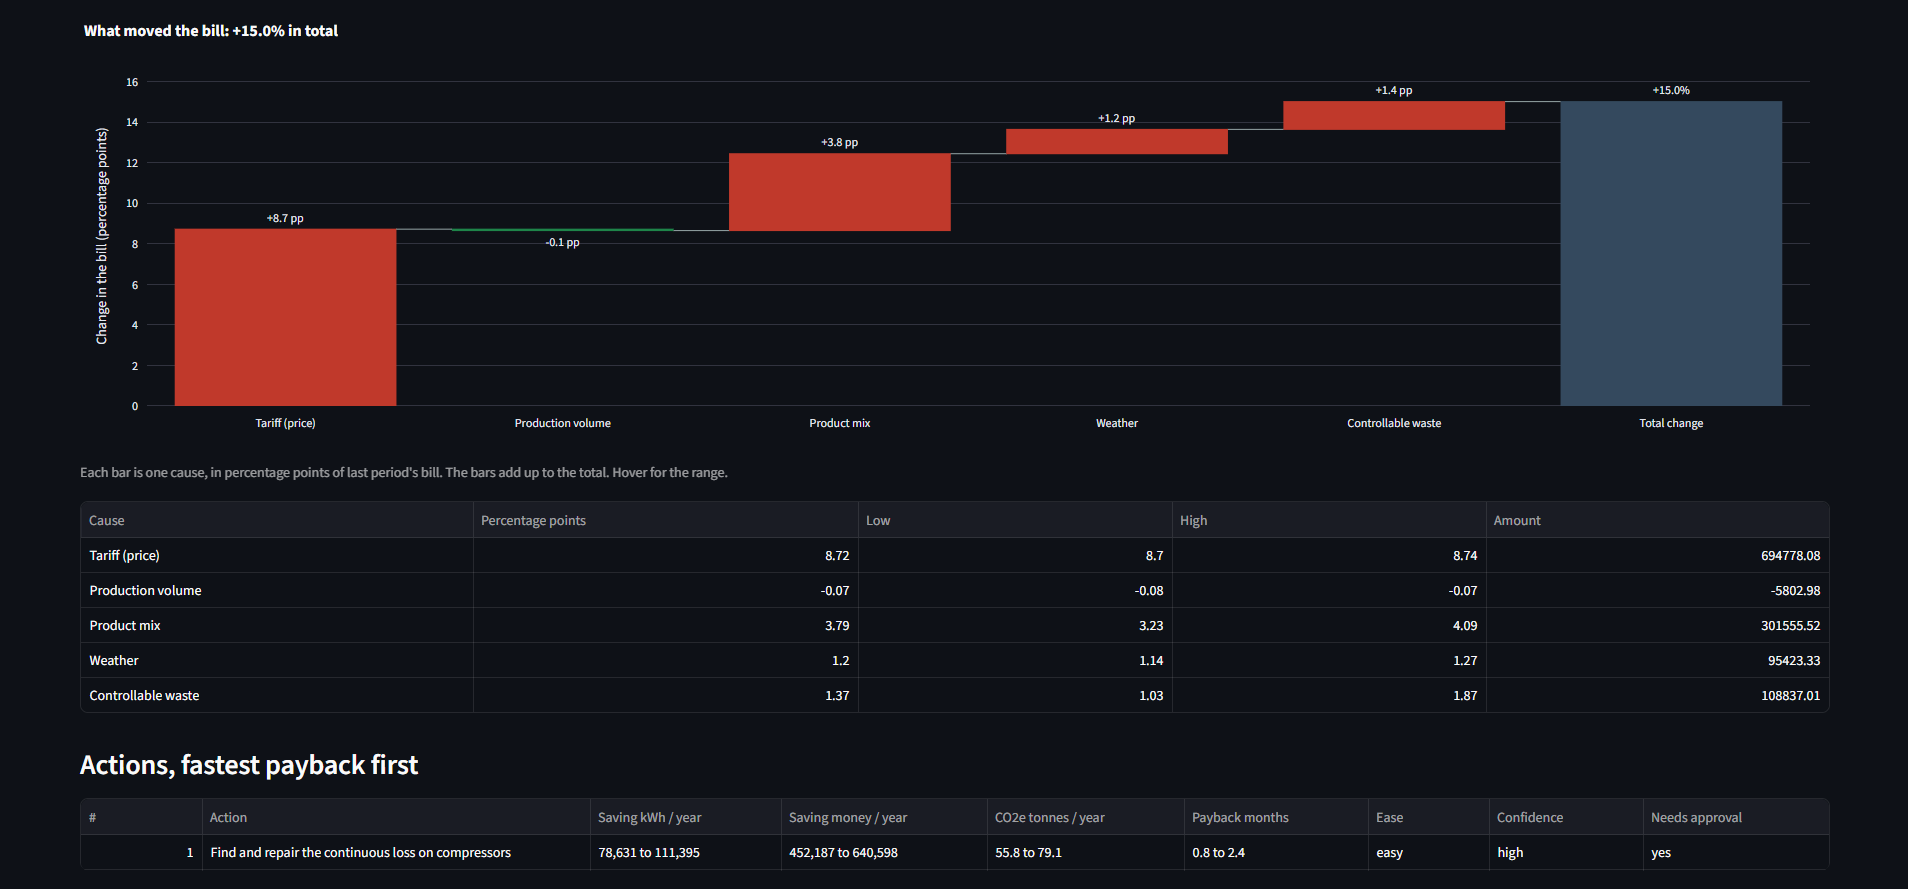 What moved the bill: +15.0% in total
Change in the bill (percentage points)
16
14
12
10
8
6
4
2
0
+8.7 pp
-0.1 pp
+3.8 pp
+1.2 pp
+1.4 pp
+15.0%
Tariff (price) Production volume Product mix Weather Controllable waste Total change
Each bar is one cause, in percentage points of last period's bill. The bars add up to the total. Hover for the range.
Cause Percentage points Low High Amount
Tariff (price) 8.72 8.7 8.74 694778.08
Production volume -0.07 -0.08 -0.07 -5802.98
Product mix 3.79 3.23 4.09 301555.52
Weather 1.2 1.14 1.27 95423.33
Controllable waste 1.37 1.03 1.87 108837.01
Actions, fastest payback first
# Action Saving kWh / year Saving money / year CO2e tonnes / year Payback months Ease Confidence Needs approval
1 Find and repair the continuous loss on compressors 78,631 to 111,395 452,187 to 640,598 55.8 to 79.1 0.8 to 2.4 easy high yes